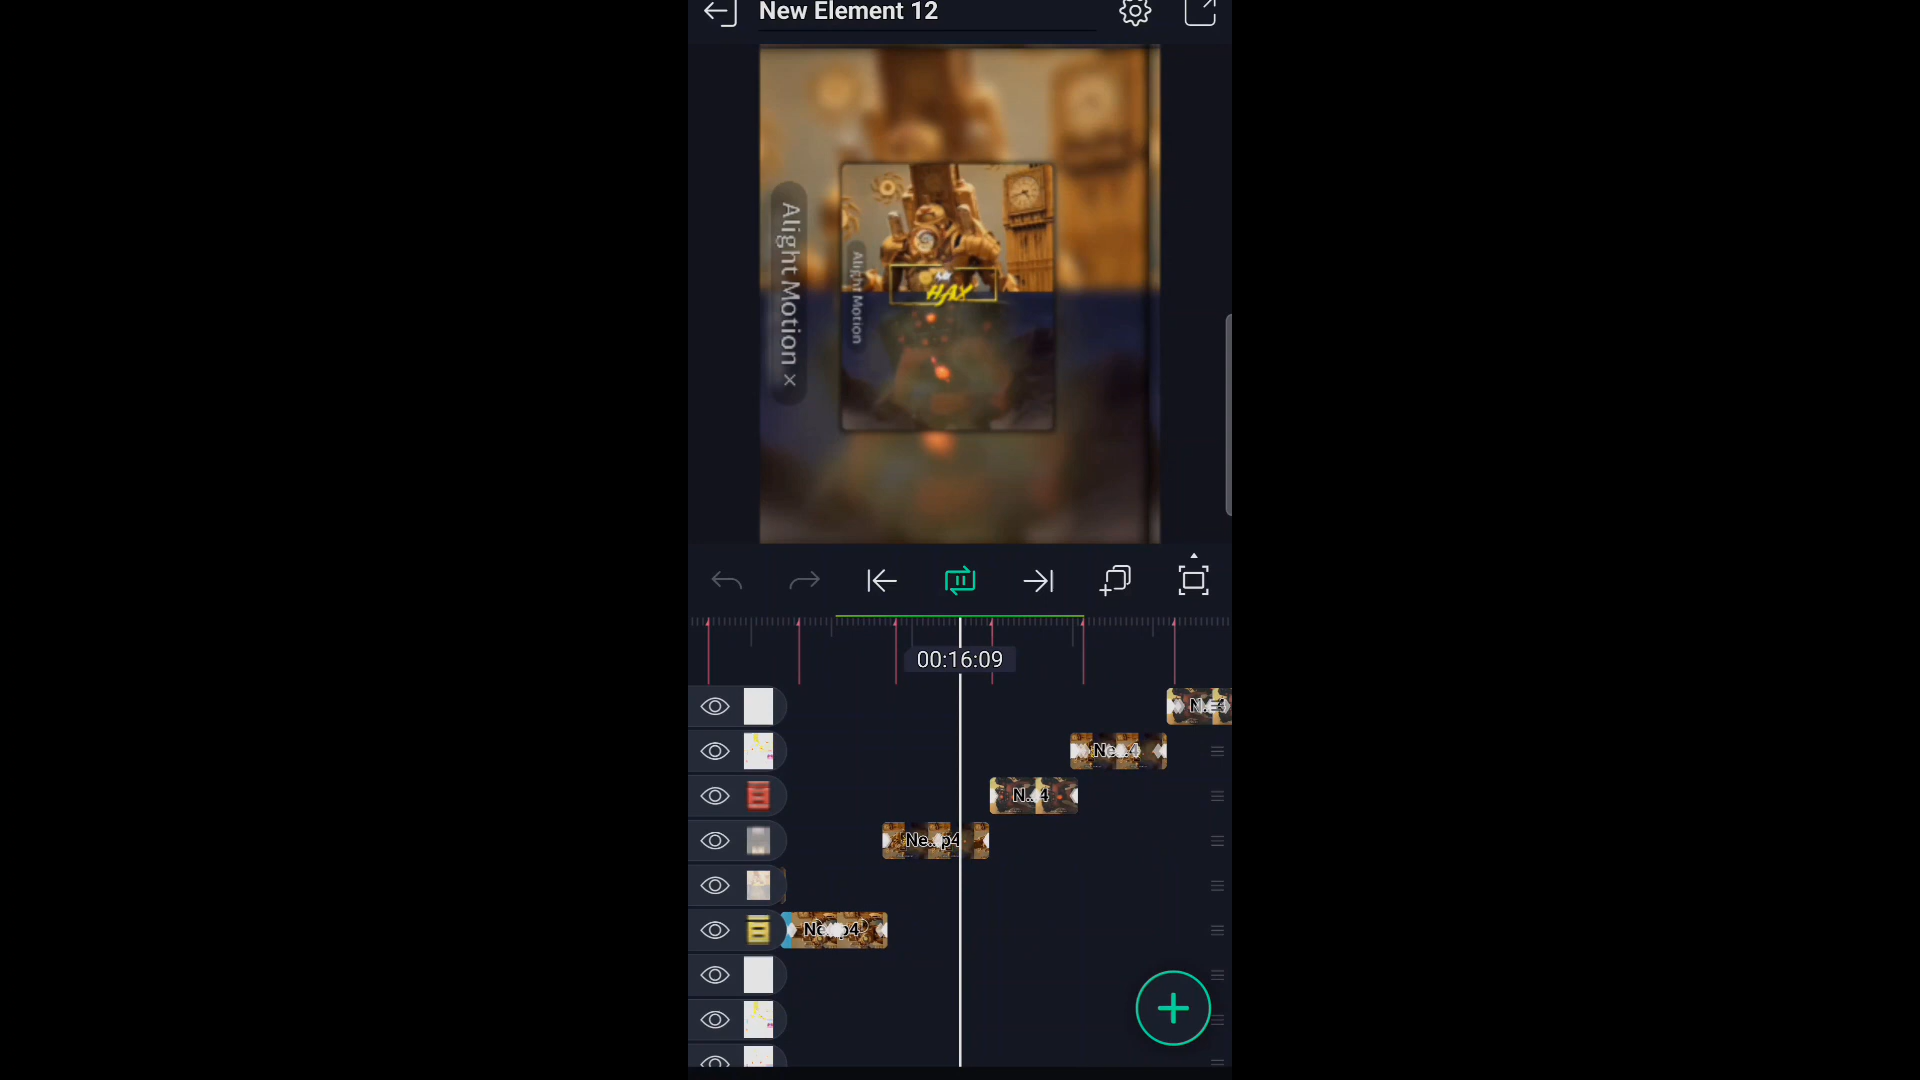 New Element 12
Alight Motion ×
Alight Motion
HAX
00:16:09
N...4
Ne...4
N...4
Ne...p4
Ne...p4